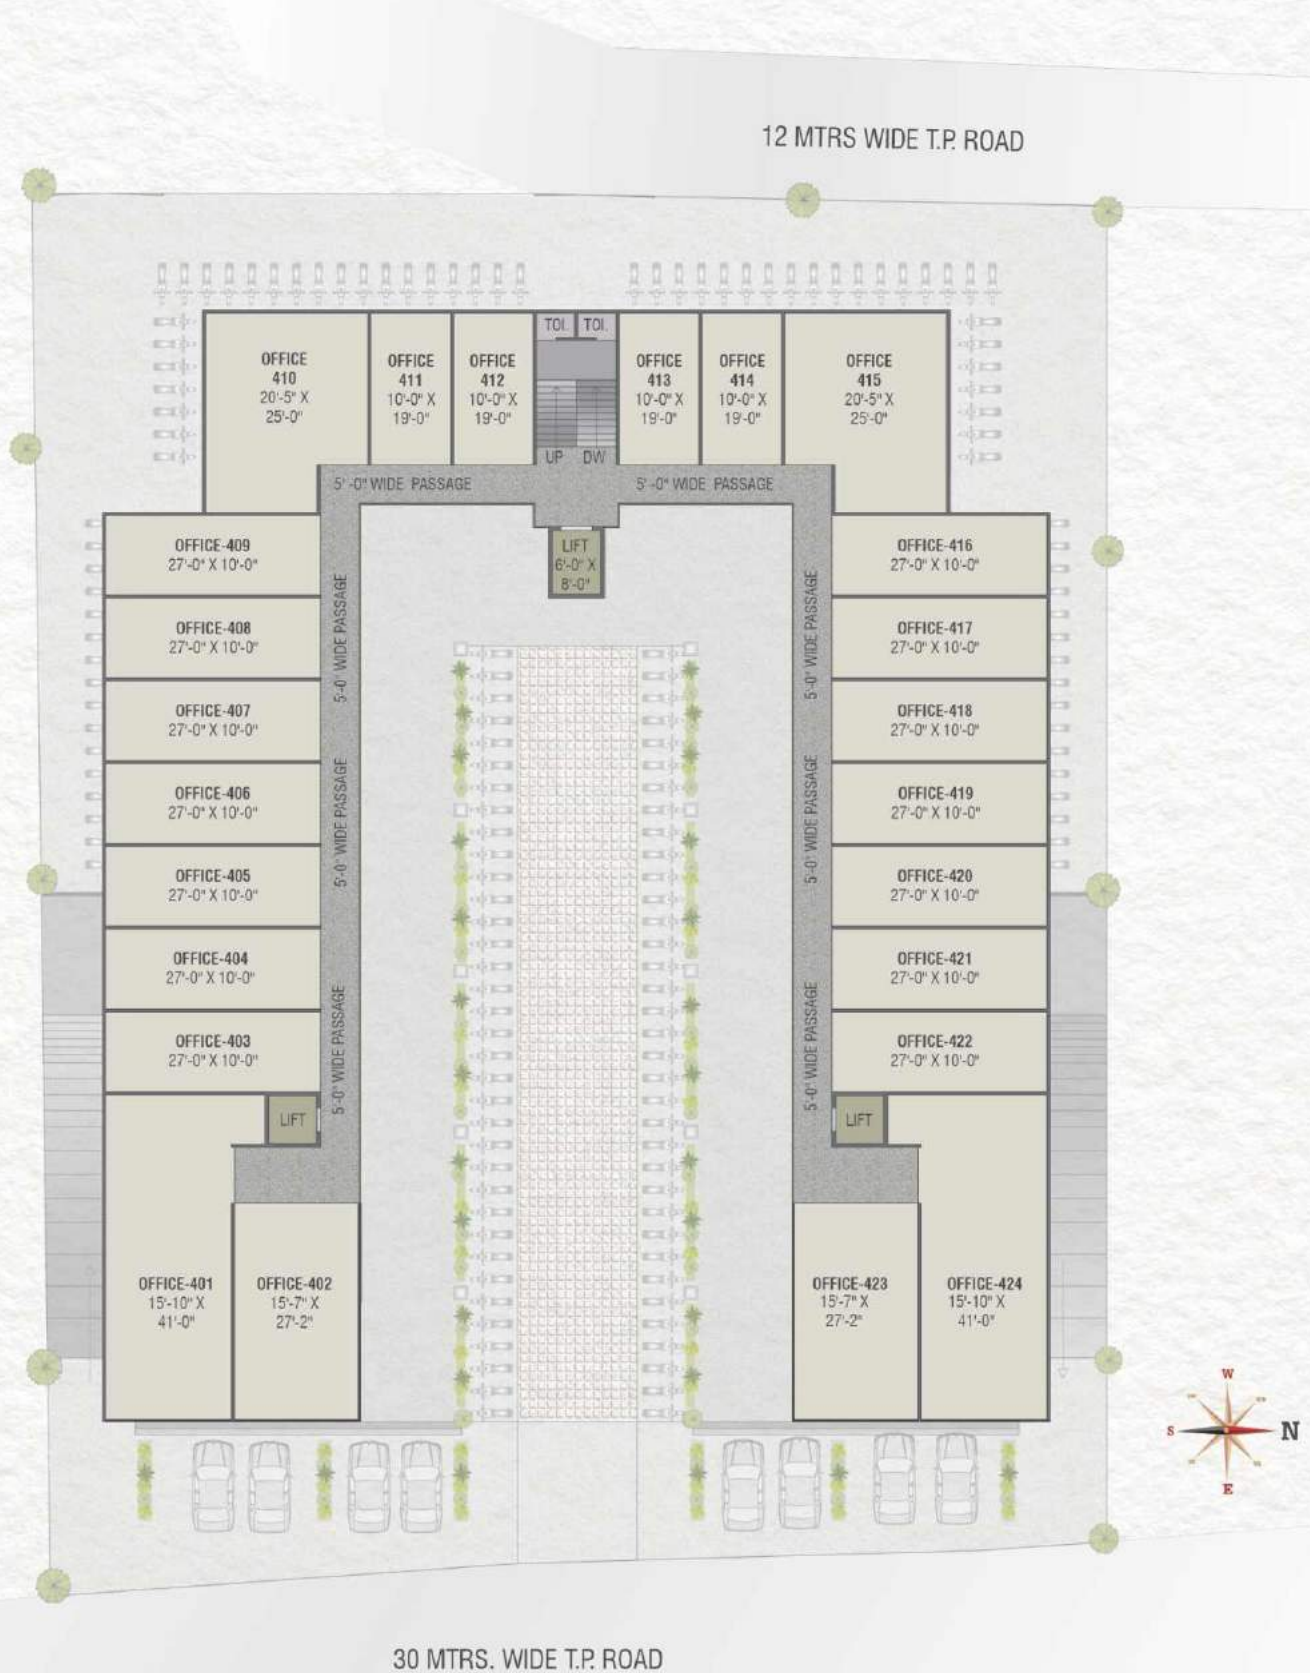 12 MTRS WIDE T.P. ROAD
TOI. TOI.
OFFICE
410
20'-5" X
25'-0"
OFFICE
411
10'-0" X
19'-0"
OFFICE
412
10'-0" X
19'-0"
UP DW
OFFICE
413
10'-0" X
19'-0"
OFFICE
414
10'-0" X
19'-0"
OFFICE
415
20'-5" X
25'-0"
5'-0" WIDE PASSAGE
5'-0" WIDE PASSAGE
LIFT
6'-0" X
8'-0"
OFFICE-409
27'-0" X 10'-0"
OFFICE-408
27'-0" X 10'-0"
OFFICE-407
27'-0" X 10'-0"
OFFICE-406
27'-0" X 10'-0"
OFFICE-405
27'-0" X 10'-0"
OFFICE-404
27'-0" X 10'-0"
OFFICE-403
27'-0" X 10'-0"
5'-0" WIDE PASSAGE
5'-0" WIDE PASSAGE
5'-0" WIDE PASSAGE
5'-0" WIDE PASSAGE
5'-0" WIDE PASSAGE
5'-0" WIDE PASSAGE
OFFICE-416
27'-0" X 10'-0"
OFFICE-417
27'-0" X 10'-0"
OFFICE-418
27'-0" X 10'-0"
OFFICE-419
27'-0" X 10'-0"
OFFICE-420
27'-0" X 10'-0"
OFFICE-421
27'-0" X 10'-0"
OFFICE-422
27'-0" X 10'-0"
LIFT
LIFT
OFFICE-401
15'-10" X
41'-0"
OFFICE-402
15'-7" X
27'-2"
OFFICE-423
15'-7" X
27'-2"
OFFICE-424
15'-10" X
41'-0"
W
S
N
E
30 MTRS. WIDE T.P. ROAD